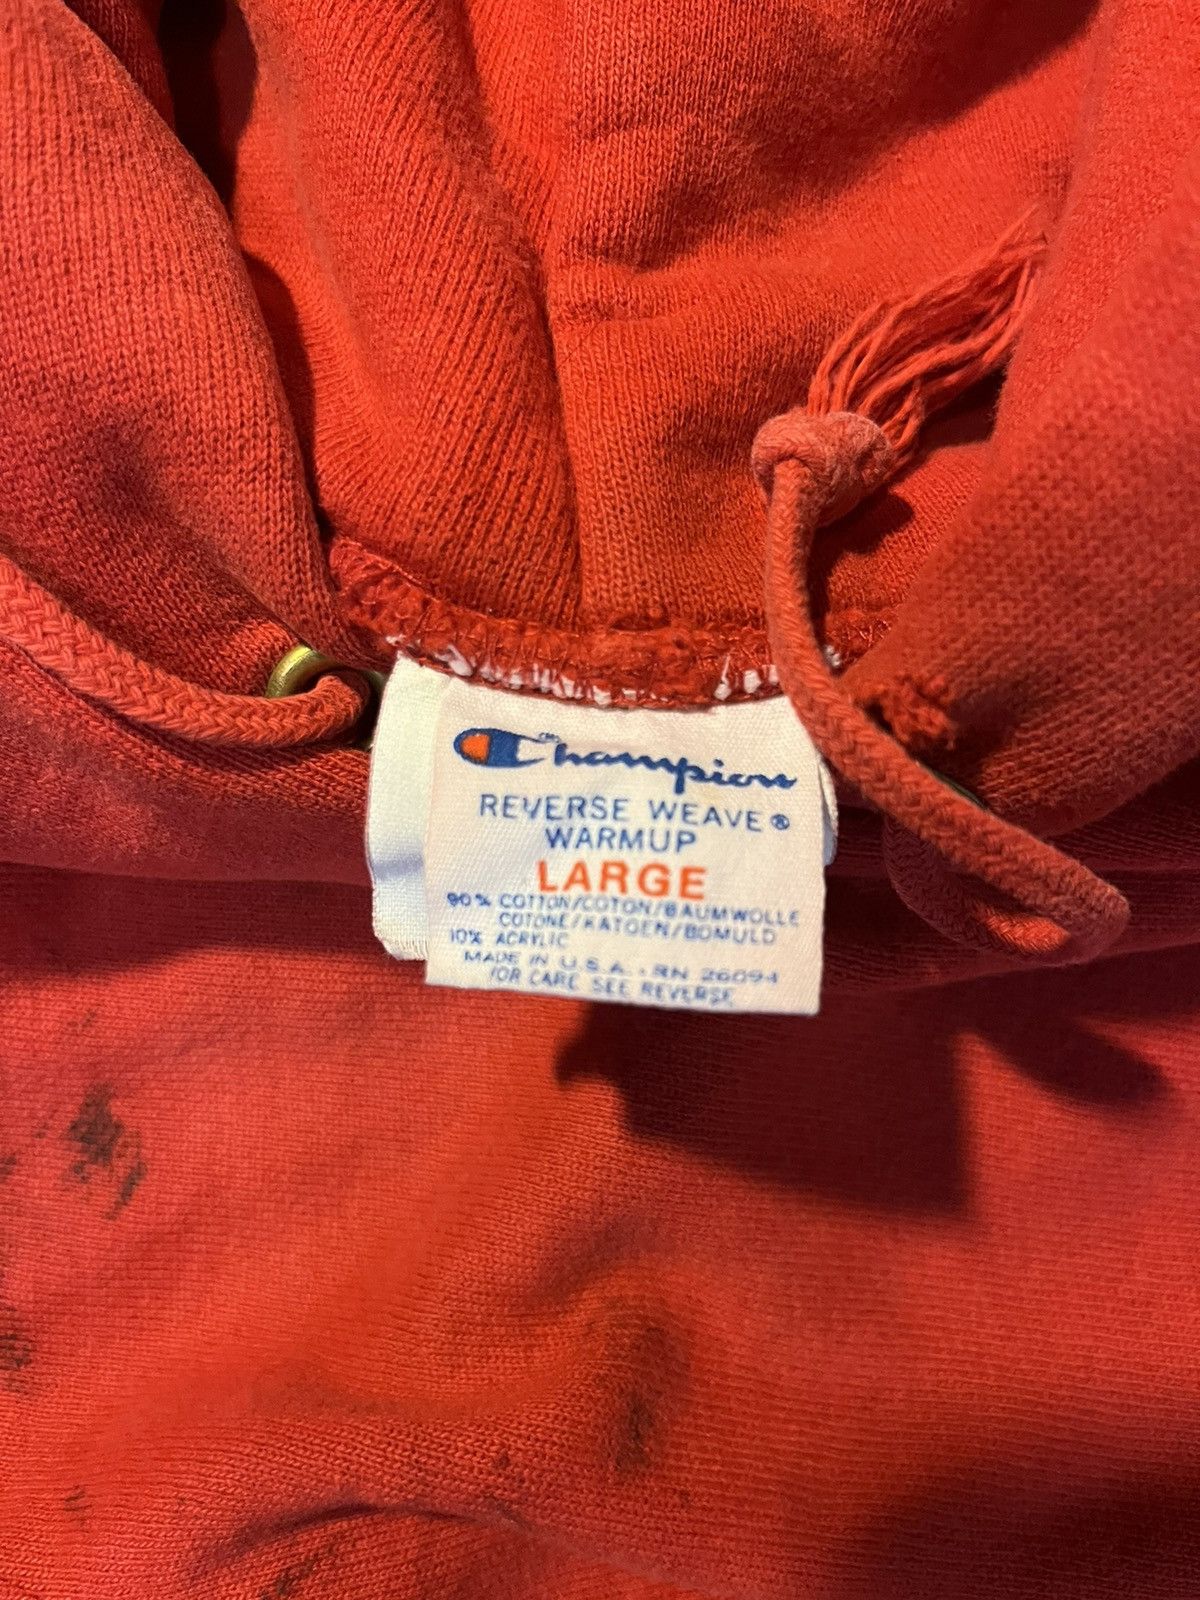 Champion
REVERSE WEAVE®
WARMUP
LARGE
90% COTTON/COTON/BAUMWOLLE
COTONE/KATOEN/BOMULD
10% ACRYLIC
MADE IN U.S.A. - RN 26094
FOR CARE SEE REVERSE